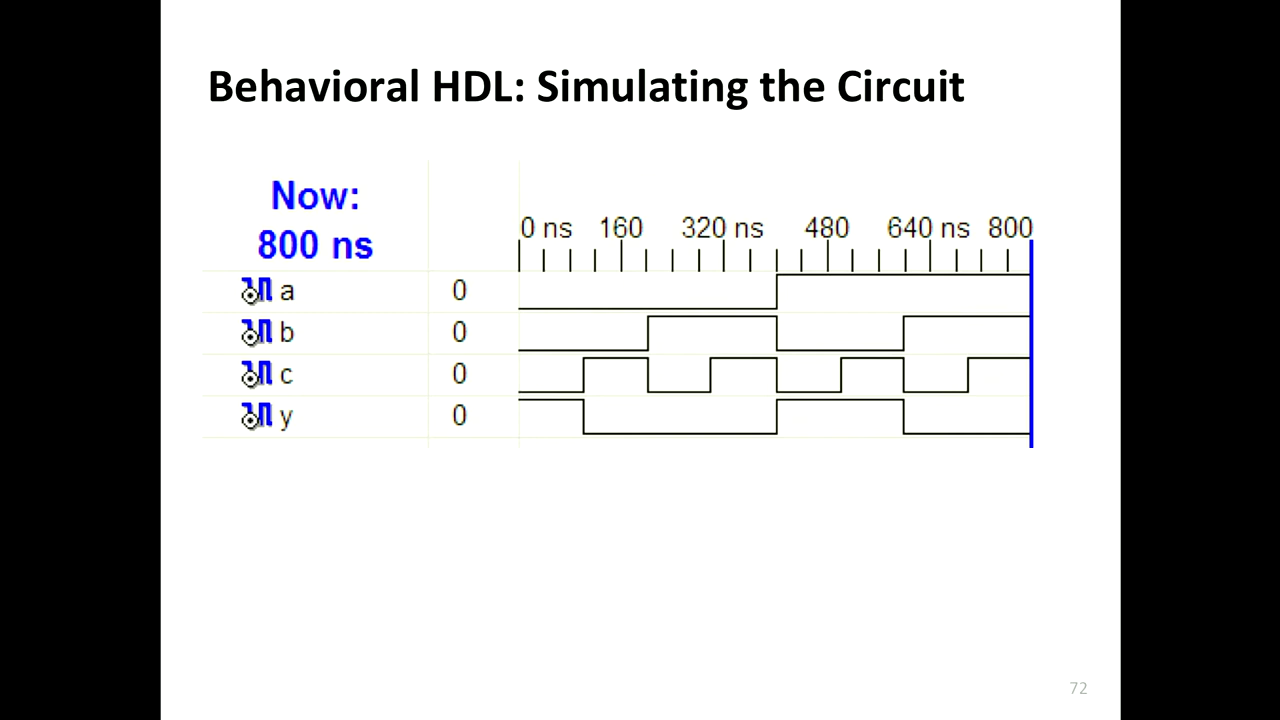 Behavioral HDL: Simulating the Circuit
Now:
800 ns
0 ns 160 320 ns 480 640 ns 800
a 0
b 0
c 0
y 0
72